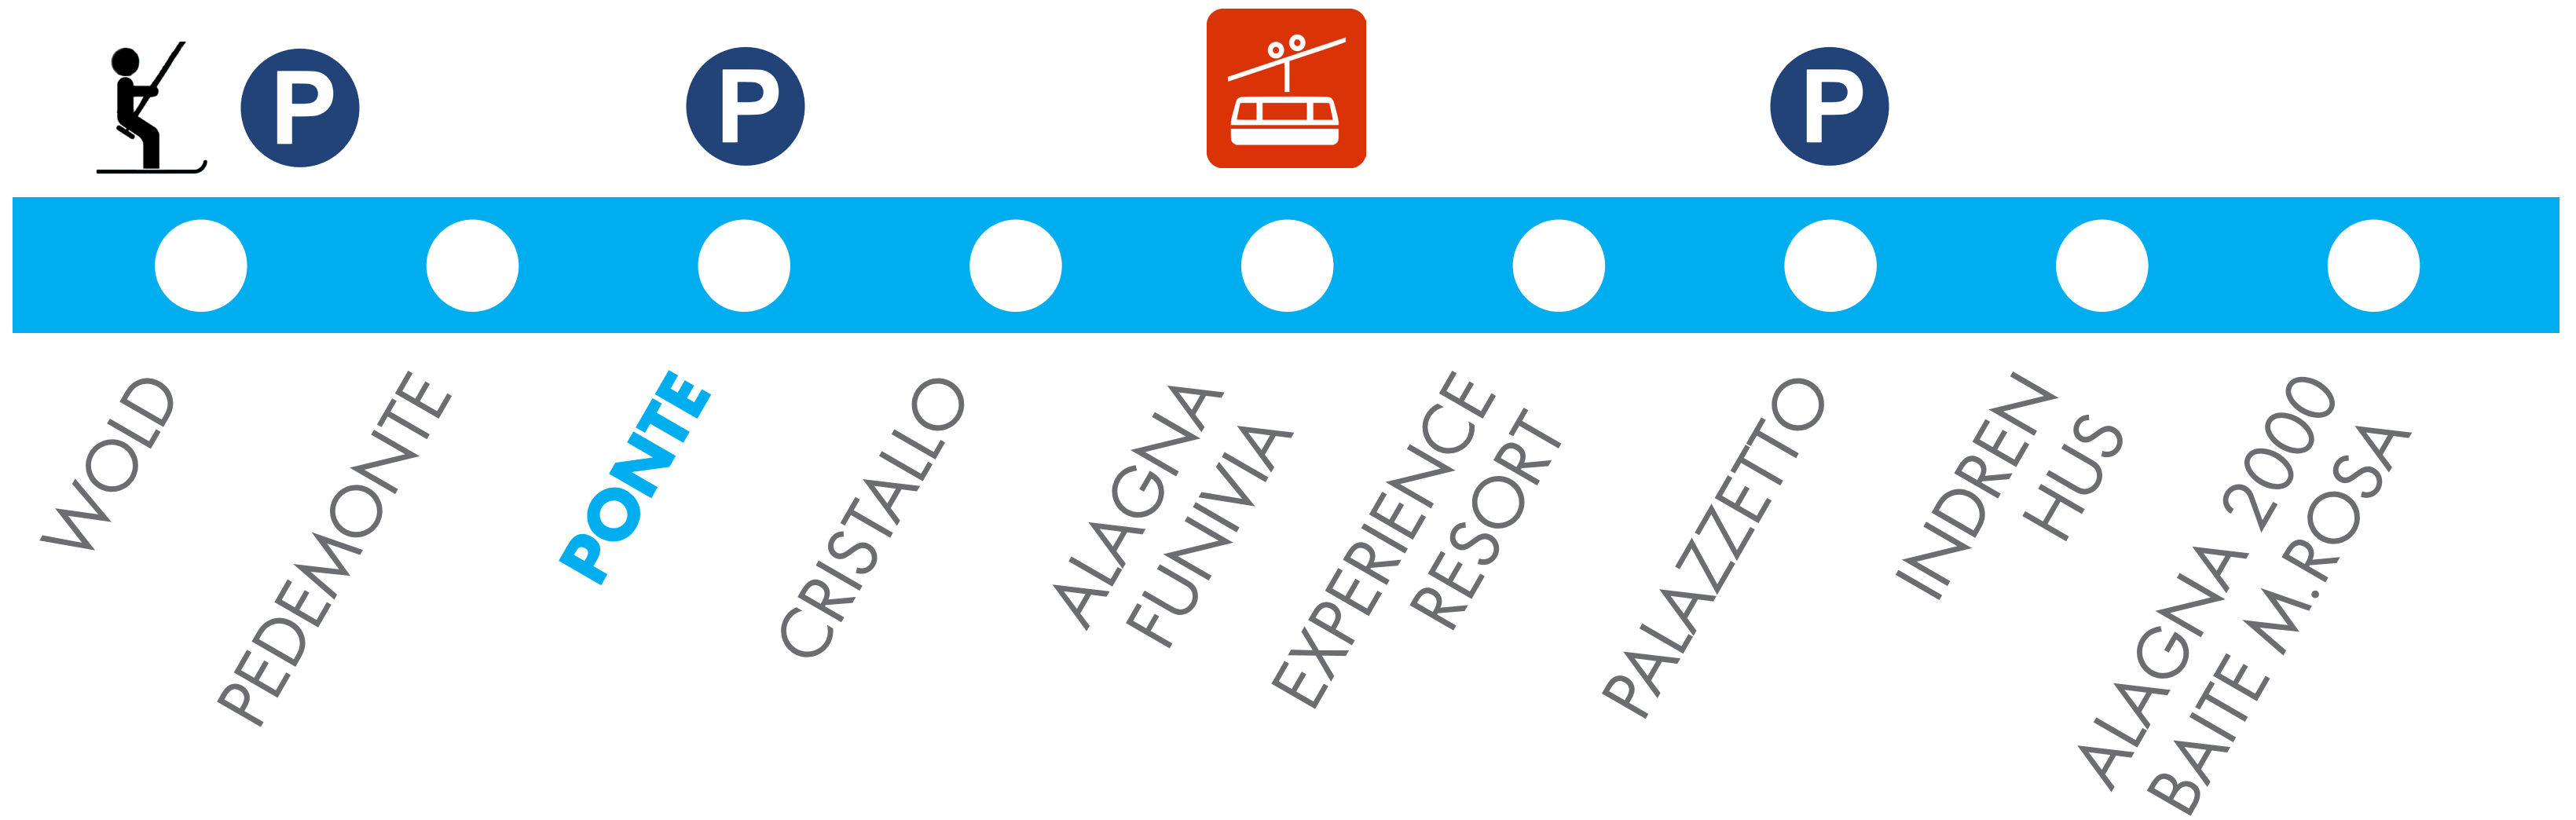 P
P
P
WOLD
PEDEMONTE
PONTE
CRISTALLO
ALAGNA
FUNIVIA
EXPERIENCE
RESORT
PALAZZETTO
INDREN
HUS
ALAGNA 2000
BAITE M.ROSA